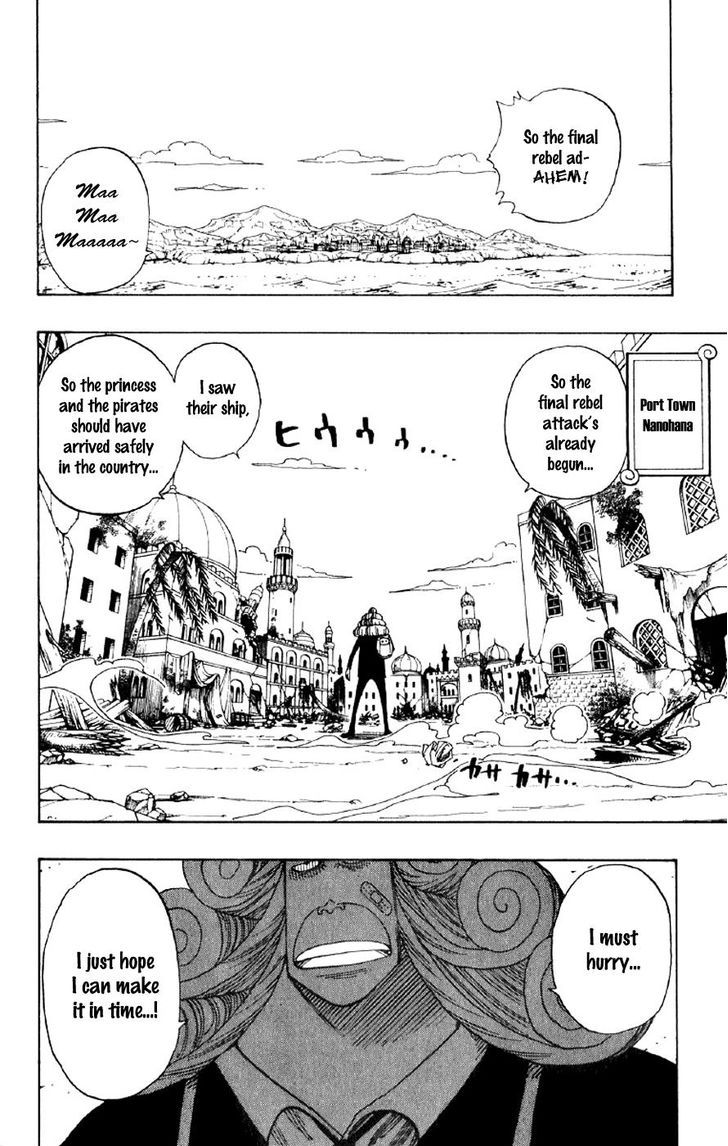 So the final
rebel ad-
AHEM!
Maa
Maa
Maaaaa~
Port Town
Nanohana
So the
final rebel
attack's
already
begun...
I saw
their ship,
So the princess
and the pirates
should have
arrived safely
in the country...
ヒウウゥ....
カサカサ...
I must
hurry...
I just hope
I can make
it in time...!